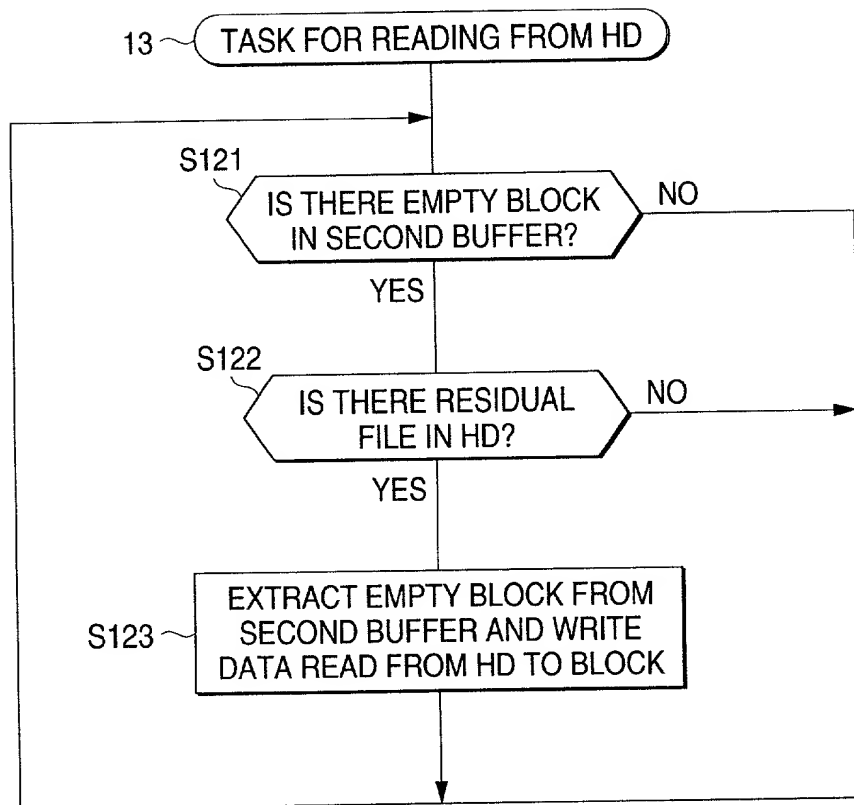 13 TASK FOR READING FROM HD
S121
IS THERE EMPTY BLOCK
IN SECOND BUFFER?
NO
YES
S122
IS THERE RESIDUAL
FILE IN HD?
NO
YES
S123
EXTRACT EMPTY BLOCK FROM
SECOND BUFFER AND WRITE
DATA READ FROM HD TO BLOCK